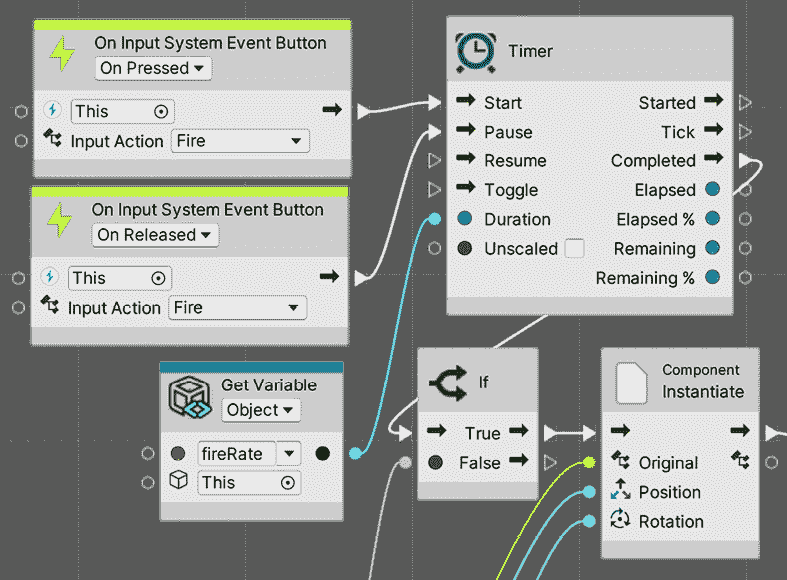 On Input System Event Button
On Pressed
This
Input Action Fire
On Input System Event Button
On Released
This
Input Action Fire
Timer
Start Started
Pause Tick
Resume Completed
Toggle Elapsed
Duration Elapsed %
Unscaled Remaining
Remaining %
Get Variable
Object
fireRate
This
If
True
False
Component
Instantiate
Original
Position
Rotation